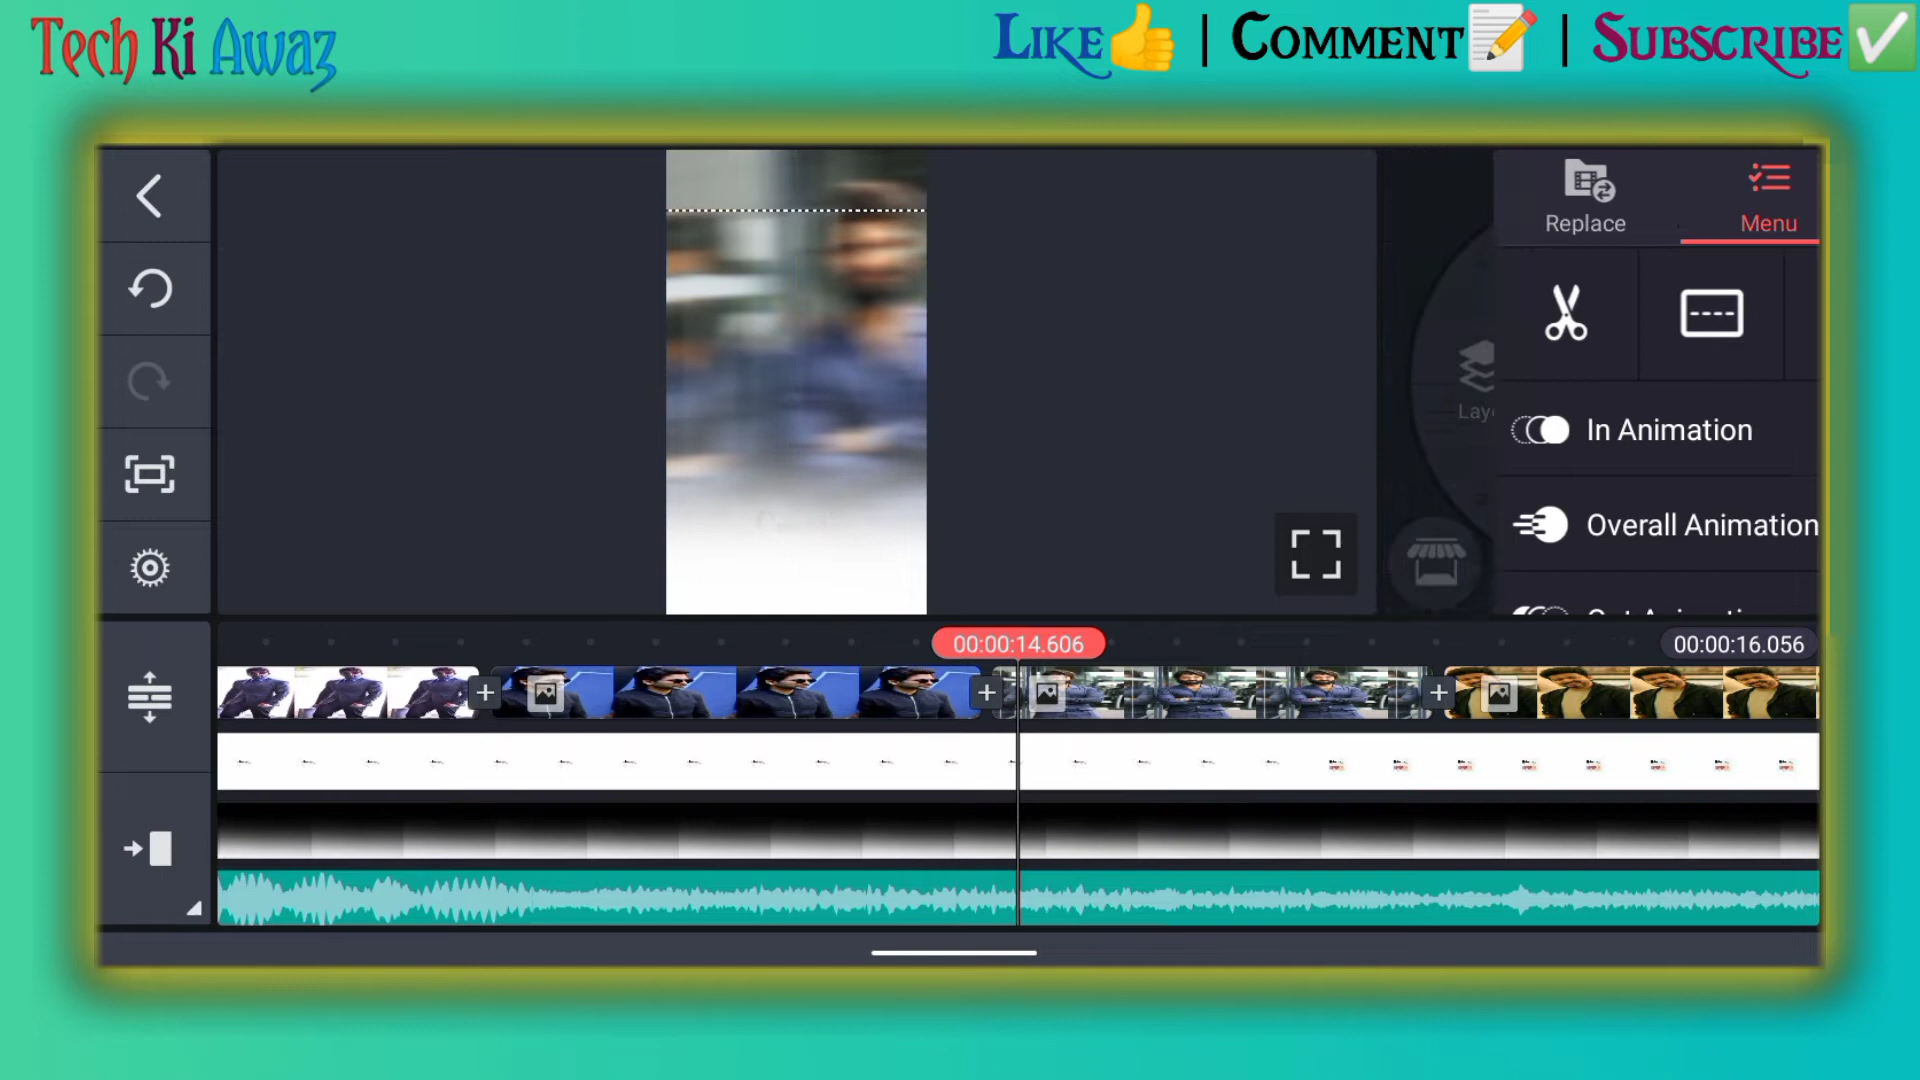 Tech Ki Awaz
Like👍 | Comment📝 | Subscribe✅
Replace
Menu
In Animation
Overall Animation
00:00:14.606
00:00:16.056